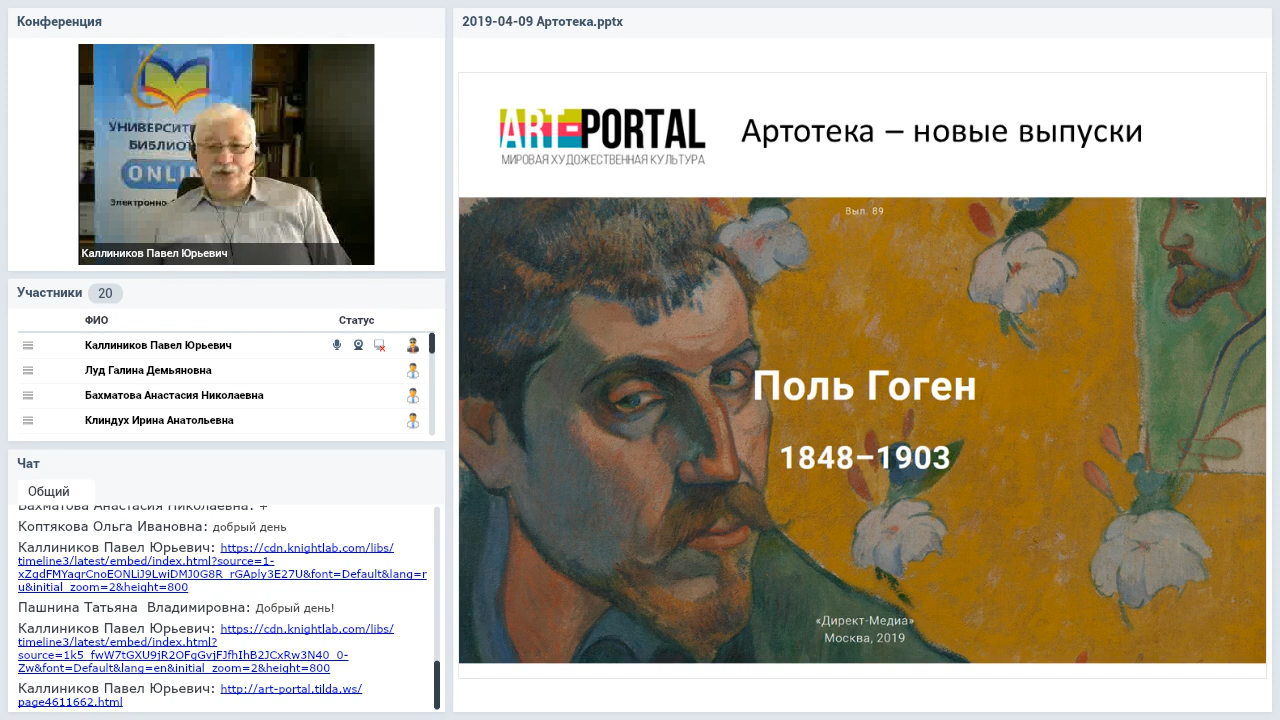 Конференция
УНИВЕРСИТ
БИБЛИО
ONLIN
Электронно
Каллиников Павел Юрьевич
Участники 20
ФИО Статус
Каллиников Павел Юрьевич
Луд Галина Демьяновна
Бахматова Анастасия Николаевна
Клиндух Ирина Анатольевна
Чат
Общий
Бахматова Анастасия Николаевна: +
Коптякова Ольга Ивановна: добрый день
Каллиников Павел Юрьевич: https://cdn.knightlab.com/libs/
timeline3/latest/embed/index.html?source=1-
xZgdFMYaqrCnoEONLiJ9LwiDMJ0G8R_rGAply3E27U&font=Default&lang=r
u&initial_zoom=2&height=800
Пашнина Татьяна Владимировна: Добрый день!
Каллиников Павел Юрьевич: https://cdn.knightlab.com/libs/
timeline3/latest/embed/index.html?
source=1k5_fwW7tGXU9jR2OFqGvjFJfhIhB2JCxRw3N40_0-
Zw&font=Default&lang=en&initial_zoom=2&height=800
Каллиников Павел Юрьевич: http://art-portal.tilda.ws/
page4611662.html
2019-04-09 Артотека.pptx
ART-PORTAL
МИРОВАЯ ХУДОЖЕСТВЕННАЯ КУЛЬТУРА
Артотека – новые выпуски
Вып. 89
Поль Гоген
1848–1903
«Директ-Медиа»
Москва, 2019